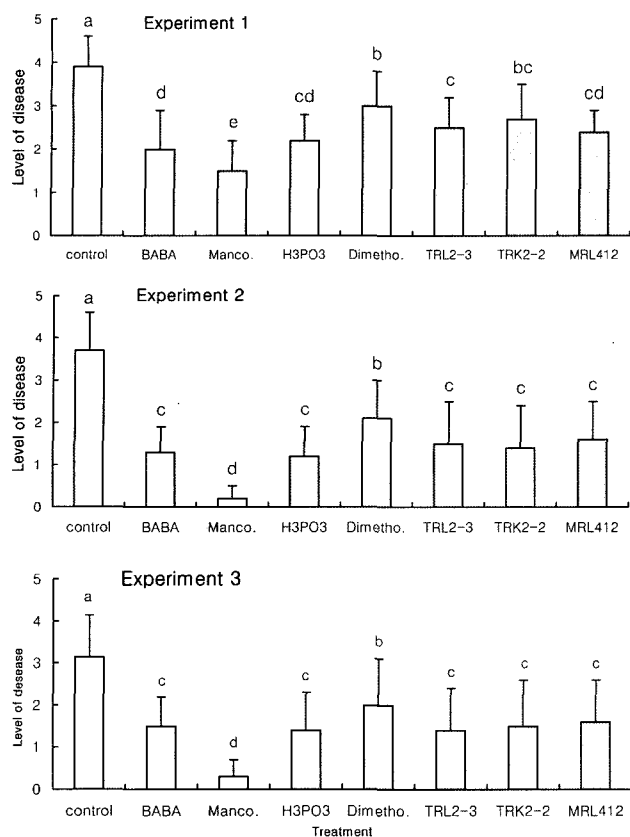 Experiment 1
Level of disease
5
4
3
2
1
0
a
d
e
cd
b
c
bc
cd
control BABA Manco. H3PO3 Dimetho. TRL2-3 TRK2-2 MRL412
Experiment 2
Level of disease
5
4
3
2
1
0
a
c
d
c
b
c
c
c
control BABA Manco. H3PO3 Dimetho. TRL2-3 TRK2-2 MRL412
Experiment 3
Level of desease
5
4
3
2
1
0
a
c
d
c
b
c
c
c
control BABA Manco. H3PO3 Dimetho. TRL2-3 TRK2-2 MRL412
Treatment